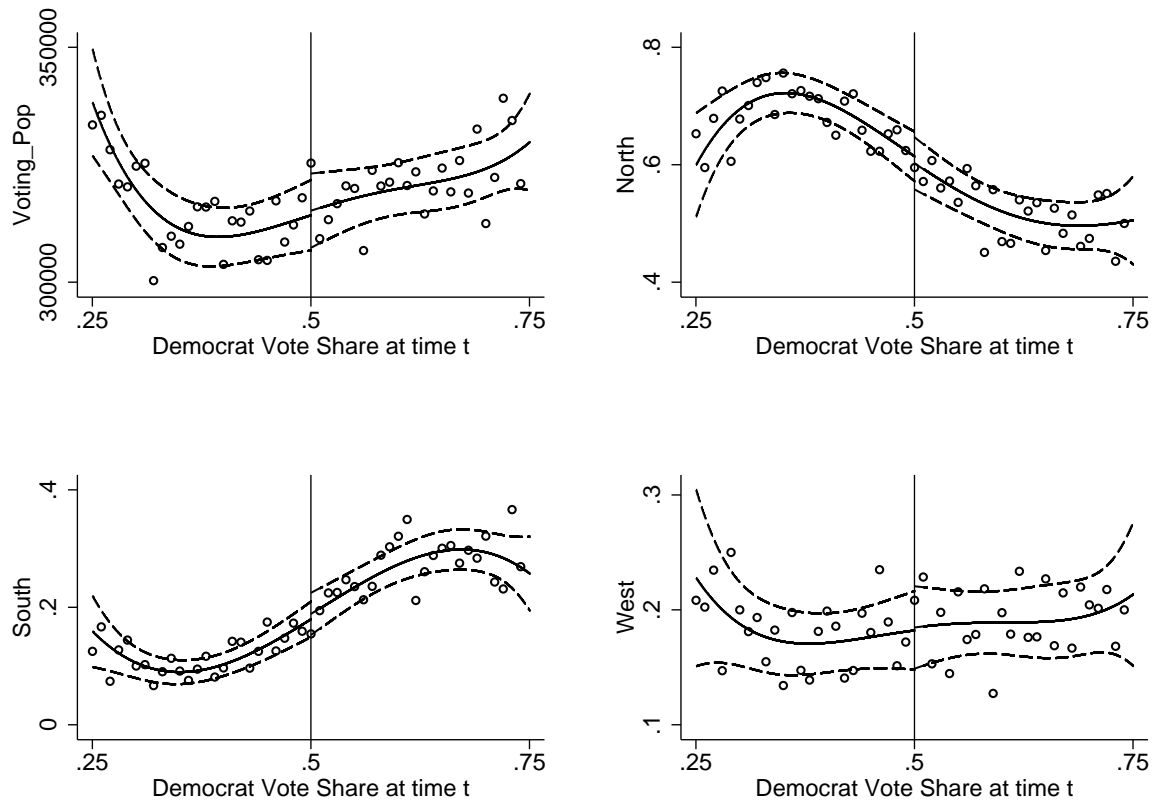 Voting_Pop
350000
300000
.25
.5
.75
Democrat Vote Share at time t
North
.8
.6
.4
.25
.5
.75
Democrat Vote Share at time t
South
.4
.2
0
.25
.5
.75
Democrat Vote Share at time t
West
.3
.2
.1
.25
.5
.75
Democrat Vote Share at time t